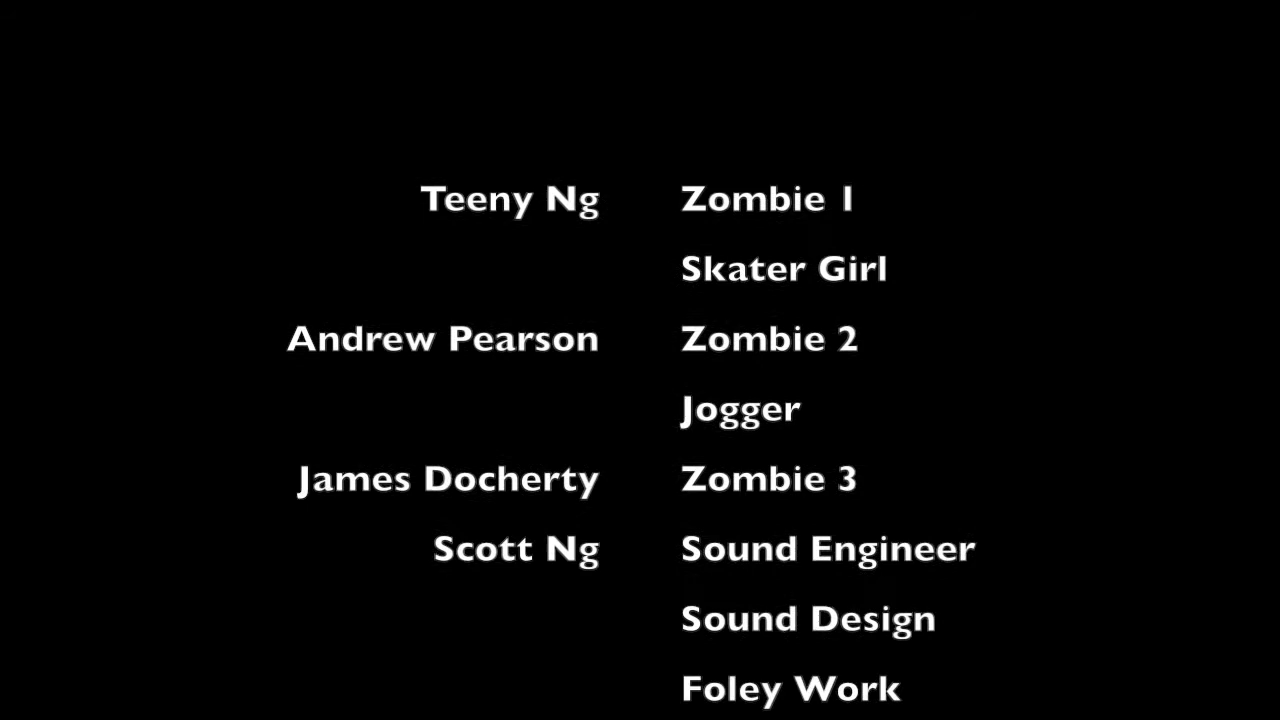 Teeny Ng Zombie 1
Skater Girl
Andrew Pearson Zombie 2
Jogger
James Docherty Zombie 3
Scott Ng Sound Engineer
Sound Design
Foley Work